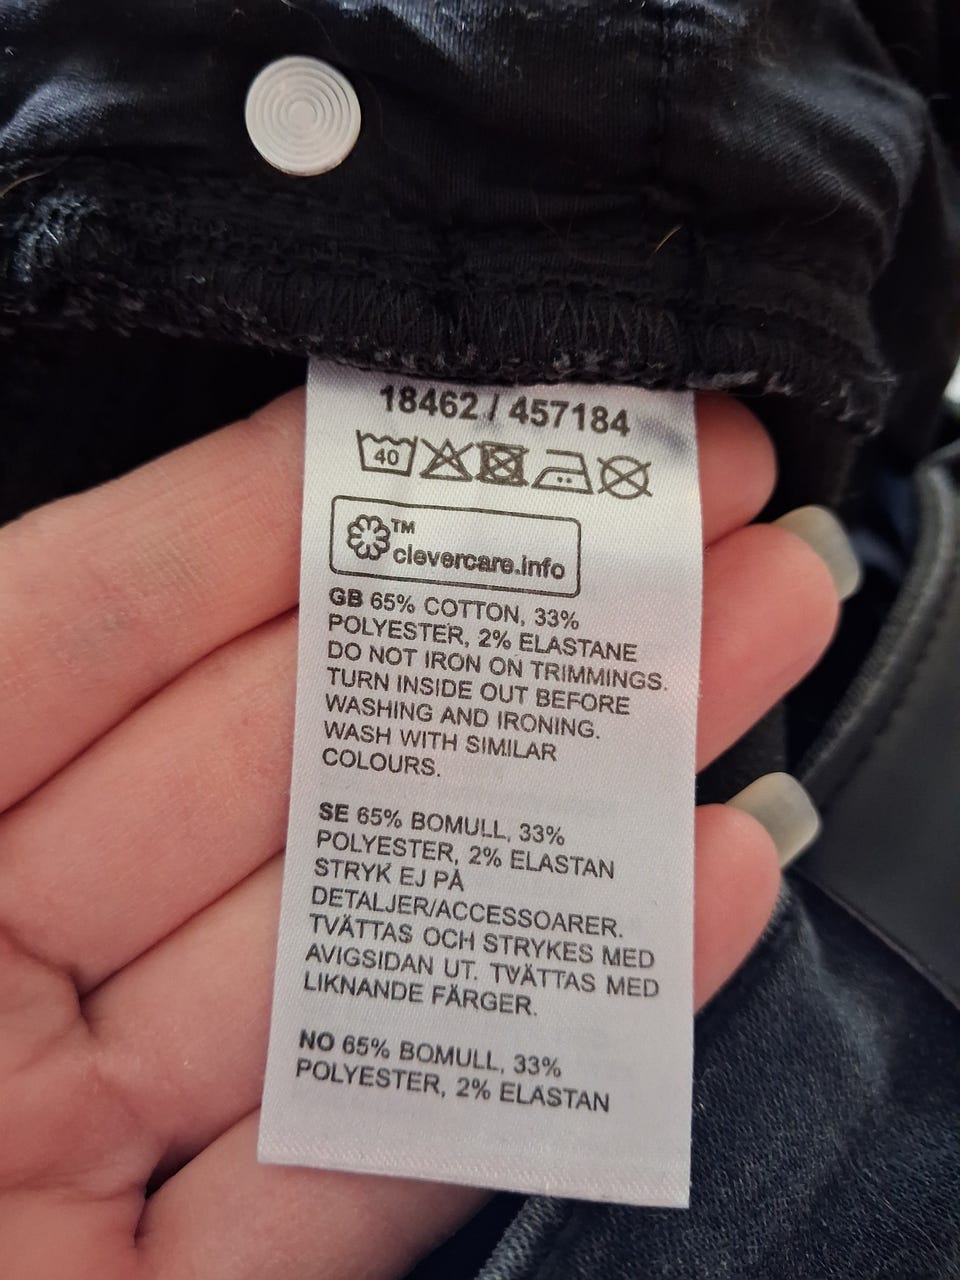 18462 / 457184
40
TM
clevercare.info
GB 65% COTTON, 33%
POLYESTER, 2% ELASTANE
DO NOT IRON ON TRIMMINGS.
TURN INSIDE OUT BEFORE
WASHING AND IRONING.
WASH WITH SIMILAR
COLOURS.
SE 65% BOMULL, 33%
POLYESTER, 2% ELASTAN
STRYK EJ PÅ
DETALJER/ACCESSOARER.
TVÄTTAS OCH STRYKES MED
AVIGSIDAN UT. TVÄTTAS MED
LIKNANDE FÄRGER.
NO 65% BOMULL, 33%
POLYESTER, 2% ELASTAN